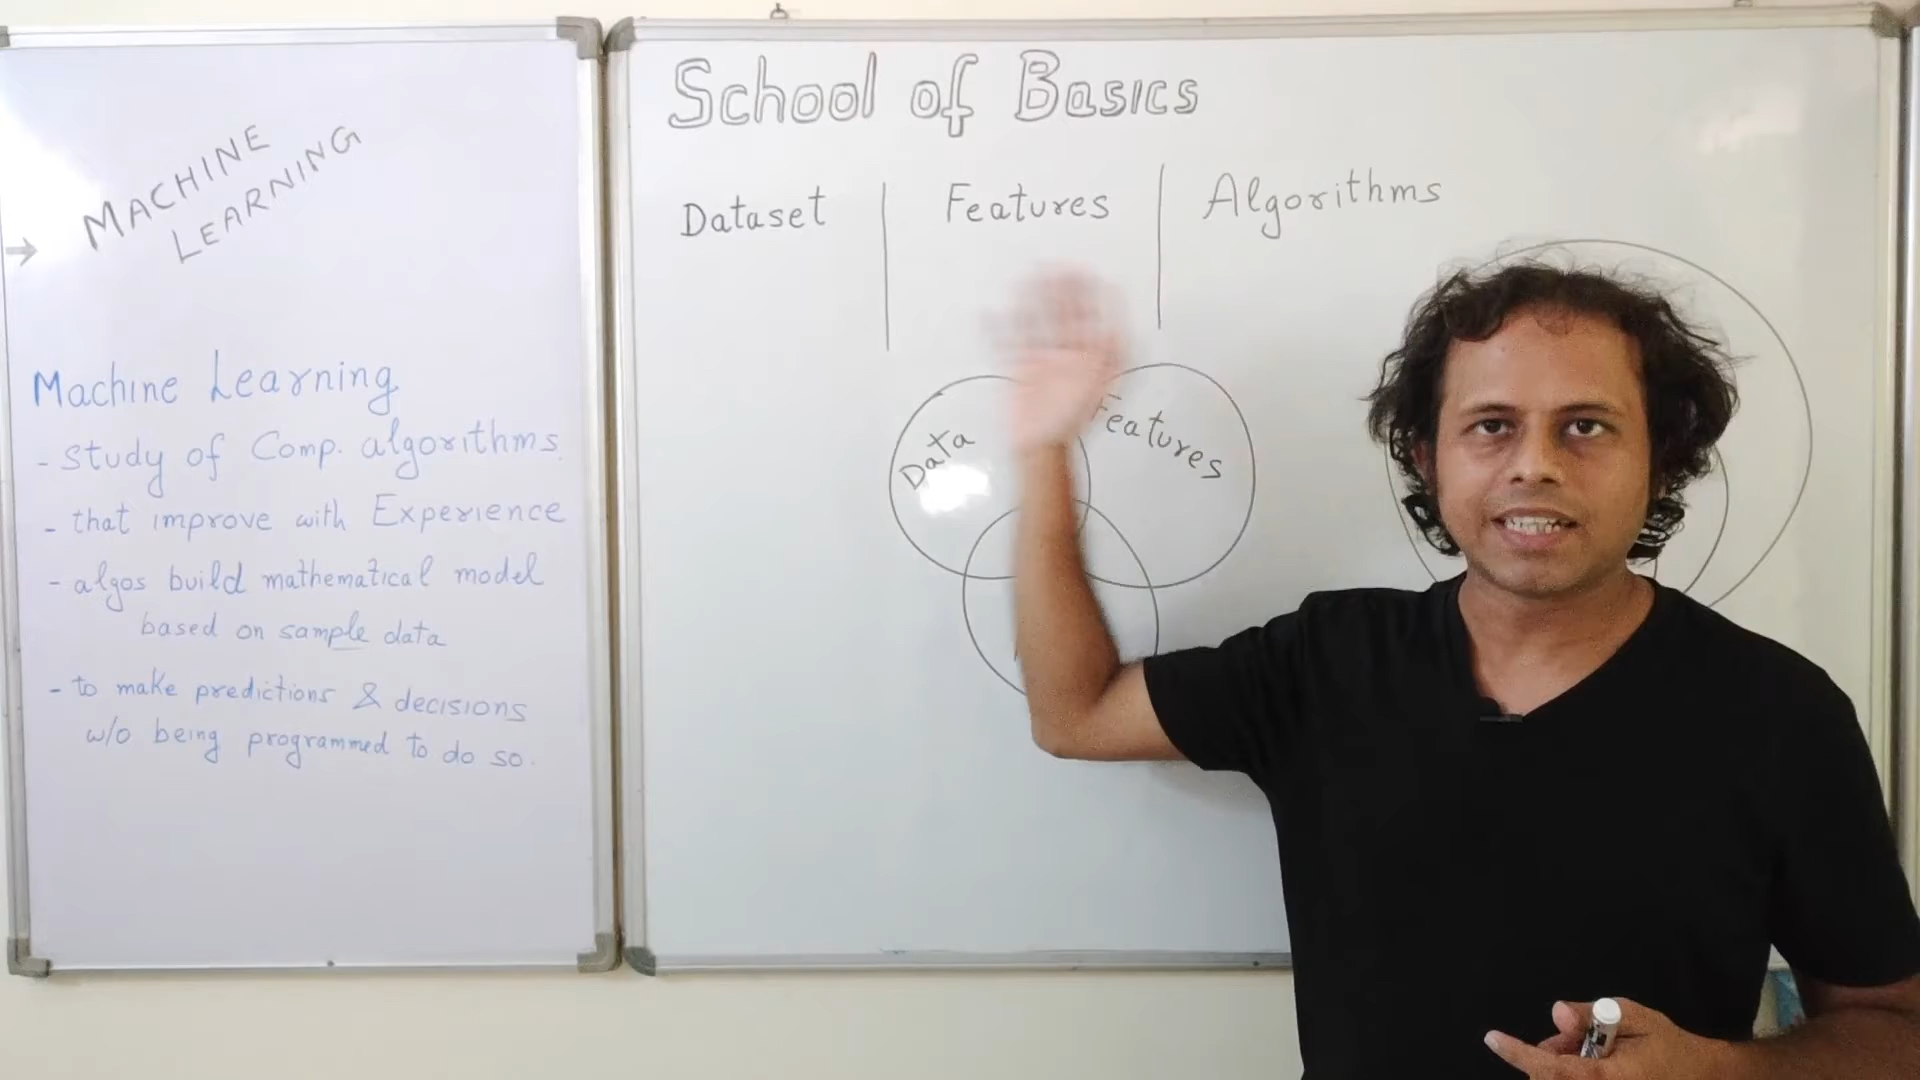 → MACHINE
LEARNING
Machine Learning
- study of Comp. algorithms.
- that improve with Experience
- algos build mathematical model
based on sample data
- to make predictions & decisions
w/o being programmed to do so.
School of Basics
Dataset | Features | Algorithms
Data
Features